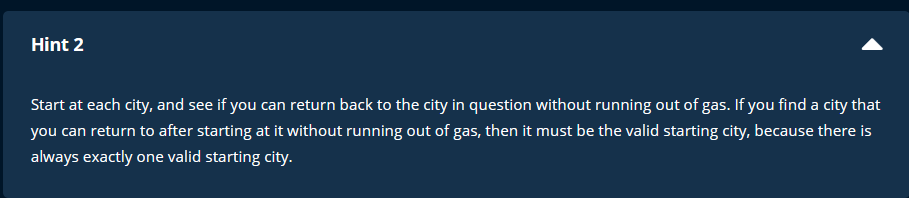 Hint 2
Start at each city, and see if you can return back to the city in question without running out of gas. If you find a city that
you can return to after starting at it without running out of gas, then it must be the valid starting city, because there is
always exactly one valid starting city.